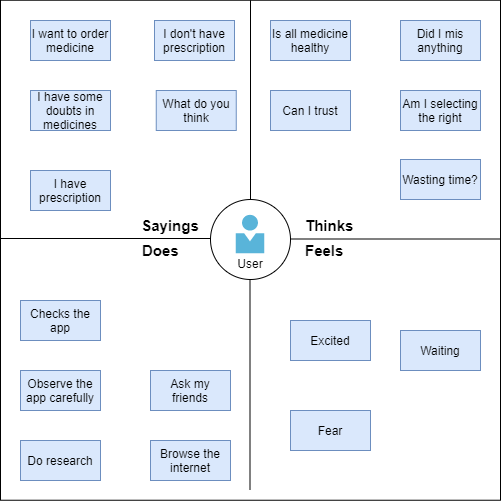 I want to order
medicine
I don't have
prescription
I have some
doubts in
medicines
What do you
think
I have
prescription
Sayings
Is all medicine
healthy
Did I mis
anything
Can I trust
Am I selecting
the right
Wasting time?
Thinks
User
Does
Checks the
app
Observe the
app carefully
Ask my
friends
Do research
Browse the
internet
Feels
Excited
Waiting
Fear